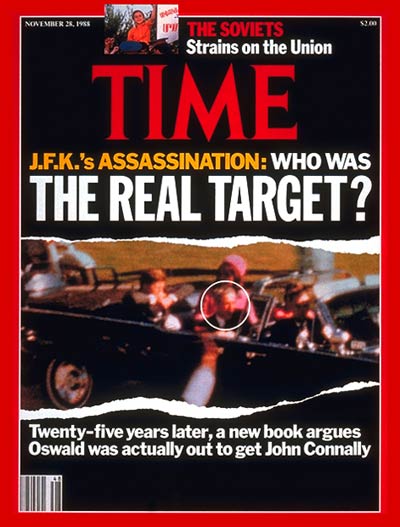 NOVEMBER 28, 1988
THE SOVIETS
Strains on the Union
$2.00
TIME
J.F.K.'s ASSASSINATION: WHO WAS
THE REAL TARGET?
Twenty-five years later, a new book argues
Oswald was actually out to get John Connally
48